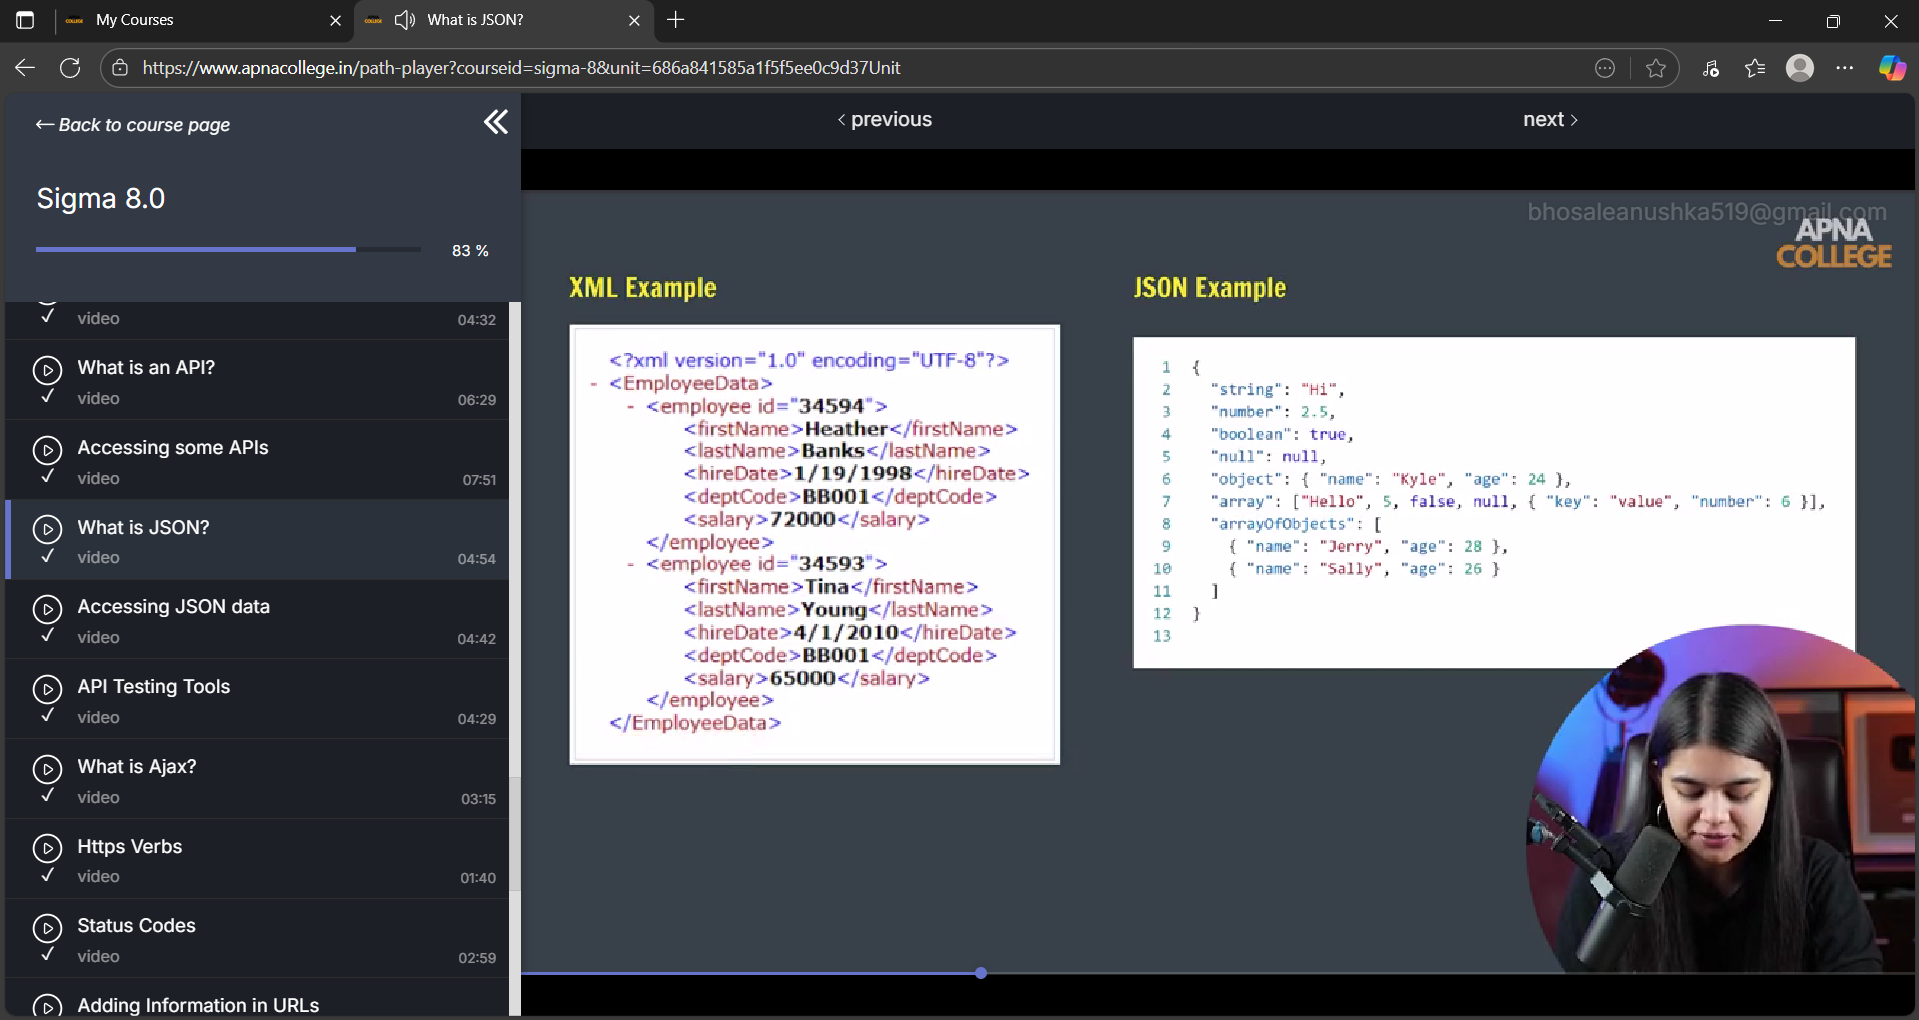 My Courses
What is JSON?
https://www.apnacollege.in/path-player?courseid=sigma-8&unit=686a841585a1f5f5ee0c9d37Unit
← Back to course page
Sigma 8.0
83 %
video 04:32
What is an API?
video 06:29
Accessing some APIs
video 07:51
What is JSON?
video 04:54
Accessing JSON data
video 04:42
API Testing Tools
video 04:29
What is Ajax?
video 03:15
Https Verbs
video 01:40
Status Codes
video 02:59
Adding Information in URLs
‹ previous
next ›
bhosaleanushka519@gmail.com
APNA
COLLEGE
XML Example
<?xml version="1.0" encoding="UTF-8"?>
- <EmployeeData>
- <employee id="34594">
<firstName>Heather</firstName>
<lastName>Banks</lastName>
<hireDate>1/19/1998</hireDate>
<deptCode>BB001</deptCode>
<salary>72000</salary>
</employee>
- <employee id="34593">
<firstName>Tina</firstName>
<lastName>Young</lastName>
<hireDate>4/1/2010</hireDate>
<deptCode>BB001</deptCode>
<salary>65000</salary>
</employee>
</EmployeeData>
JSON Example
1 {
2 "string": "Hi",
3 "number": 2.5,
4 "boolean": true,
5 "null": null,
6 "object": { "name": "Kyle", "age": 24 },
7 "array": ["Hello", 5, false, null, { "key": "value", "number": 6 }],
8 "arrayOfObjects": [
9 { "name": "Jerry", "age": 28 },
10 { "name": "Sally", "age": 26 }
11 ]
12 }
13